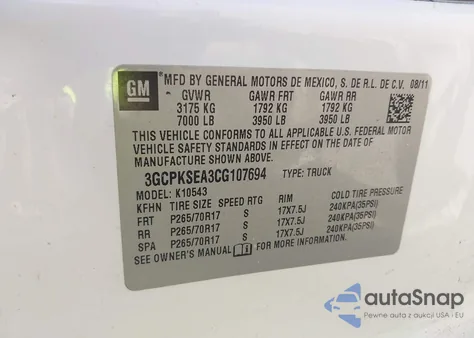 GM
MFD BY GENERAL MOTORS DE MEXICO, S. DE R.L. DE C.V. 08/11
GVWR GAWR FRT GAWR RR
3175 KG 1792 KG 1792 KG
7000 LB 3950 LB 3950 LB
THIS VEHICLE CONFORMS TO ALL APPLICABLE U.S. FEDERAL MOTOR
VEHICLE SAFETY STANDARDS IN EFFECT ON THE DATE OF
MANUFACTURE SHOWN ABOVE.
3GCPKSEA3CG107694 TYPE: TRUCK
MODEL: K10543
KFHN TIRE SIZE SPEED RTG RIM COLD TIRE PRESSURE
FRT P265/70R17 S 17X7.5J 240KPA(35PSI)
RR P265/70R17 S 17X7.5J 240KPA(35PSI)
SPA P265/70R17 S 17X7.5J 240KPA(35PSI)
SEE OWNER'S MANUAL FOR MORE INFORMATION.
autoSnap
Pewne auta z aukcji USA i EU